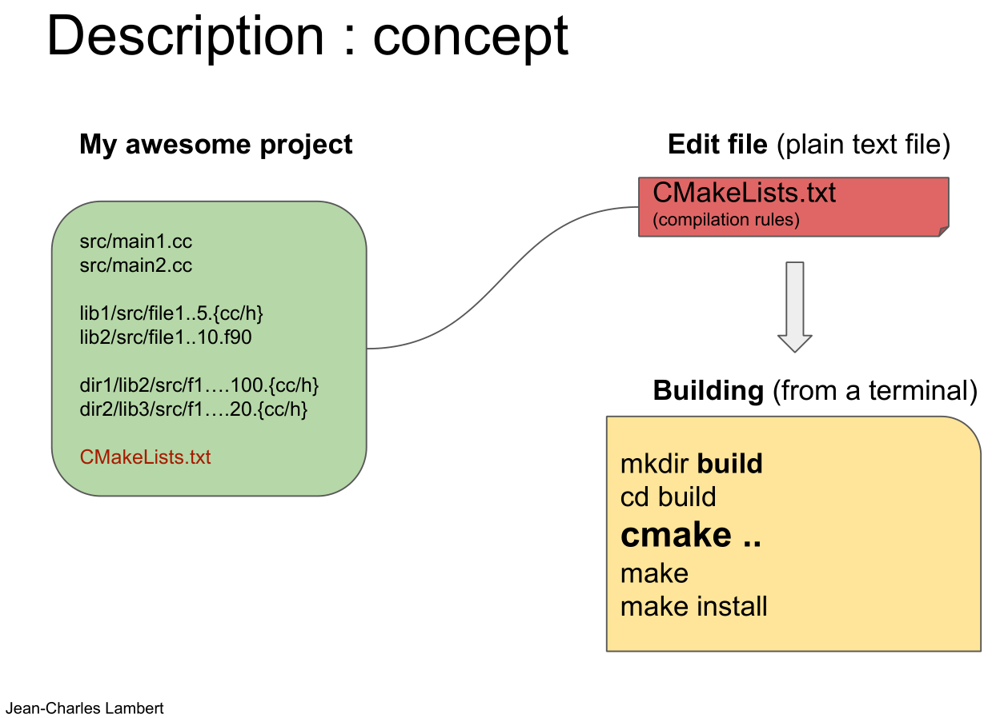 Description : concept
My awesome project
src/main1.cc
src/main2.cc
lib1/src/file1..5.{cc/h}
lib2/src/file1..10.f90
dir1/lib2/src/f1….100.{cc/h}
dir2/lib3/src/f1….20.{cc/h}
CMakeLists.txt
Edit file (plain text file)
CMakeLists.txt
(compilation rules)
Building (from a terminal)
mkdir build
cd build
cmake ..
make
make install
Jean-Charles Lambert